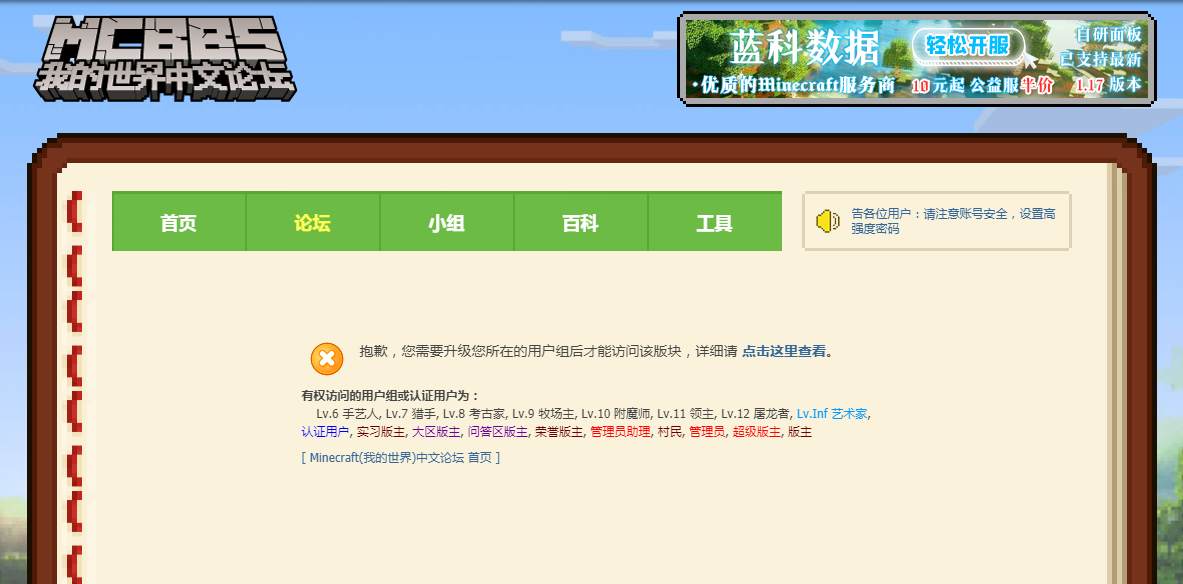 MCBBS
我的世界中文论坛
蓝科数据
轻松开服
自研面板
已支持最新
·优质的Minecraft服务商 10元起 公益服半价 1.17 版本
首页
论坛
小组
百科
工具
告各位用户：请注意账号安全，设置高
强度密码
抱歉，您需要升级您所在的用户组后才能访问该版块，详细请 点击这里查看。
有权访问的用户组或认证用户为：
Lv.6 手艺人, Lv.7 猎手, Lv.8 考古家, Lv.9 牧场主, Lv.10 附魔师, Lv.11 领主, Lv.12 屠龙者, Lv.Inf 艺术家,
认证用户, 实习版主, 大区版主, 问答区版主, 荣誉版主, 管理员助理, 村民, 管理员, 超级版主, 版主
[ Minecraft(我的世界)中文论坛 首页 ]